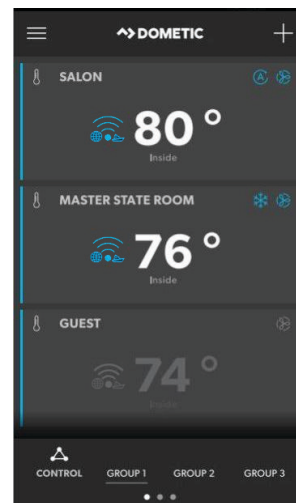 DOMETIC
SALON
80°
Inside
MASTER STATE ROOM
76°
Inside
GUEST
74°
Inside
CONTROL GROUP 1 GROUP 2 GROUP 3